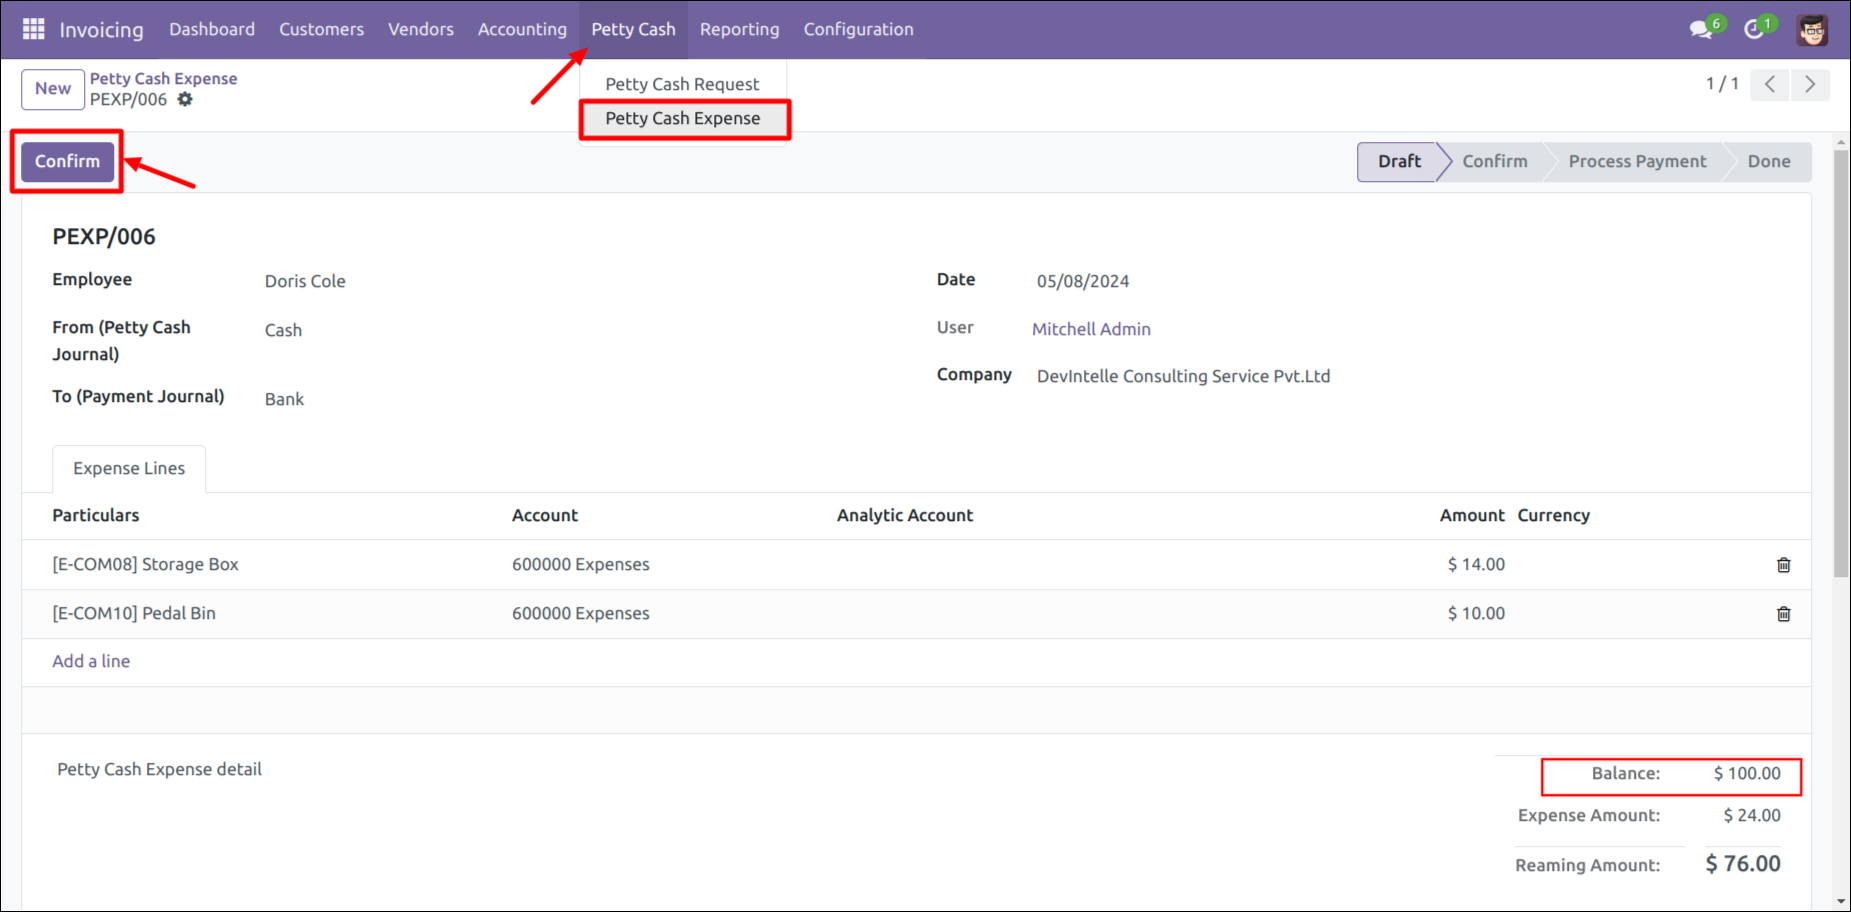 Invoicing Dashboard Customers Vendors Accounting Petty Cash Reporting Configuration 6 1
New Petty Cash Expense
PEXP/006
Petty Cash Request
Petty Cash Expense
1 / 1
Confirm
Draft Confirm Process Payment Done
PEXP/006
Employee Doris Cole
Date 05/08/2024
From (Petty Cash Journal) Cash
User Mitchell Admin
To (Payment Journal) Bank
Company DevIntelle Consulting Service Pvt.Ltd
Expense Lines
Particulars Account Analytic Account Amount Currency
[E-COM08] Storage Box 600000 Expenses $ 14.00
[E-COM10] Pedal Bin 600000 Expenses $ 10.00
Add a line
Petty Cash Expense detail
Balance: $ 100.00
Expense Amount: $ 24.00
Reaming Amount: $ 76.00